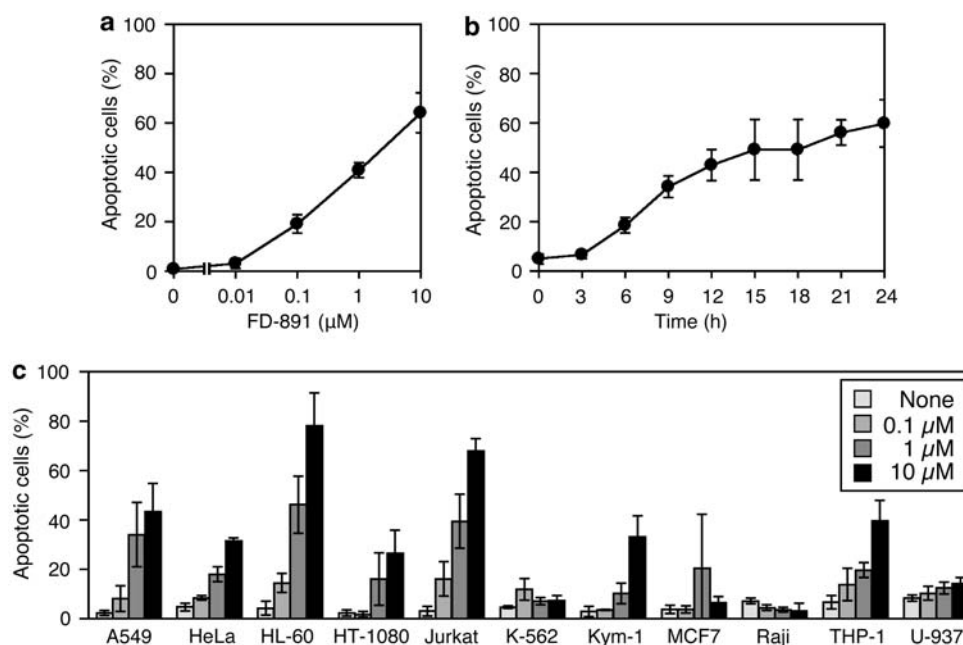 a
100
80
60
40
20
0
Apoptotic cells (%)
0 0.01 0.1 1 10
FD-891 (μM)
b
100
80
60
40
20
0
Apoptotic cells (%)
0 3 6 9 12 15 18 21 24
Time (h)
c
100
80
60
40
20
0
Apoptotic cells (%)
None
0.1 μM
1 μM
10 μM
A549 HeLa HL-60 HT-1080 Jurkat K-562 Kym-1 MCF7 Raji THP-1 U-937